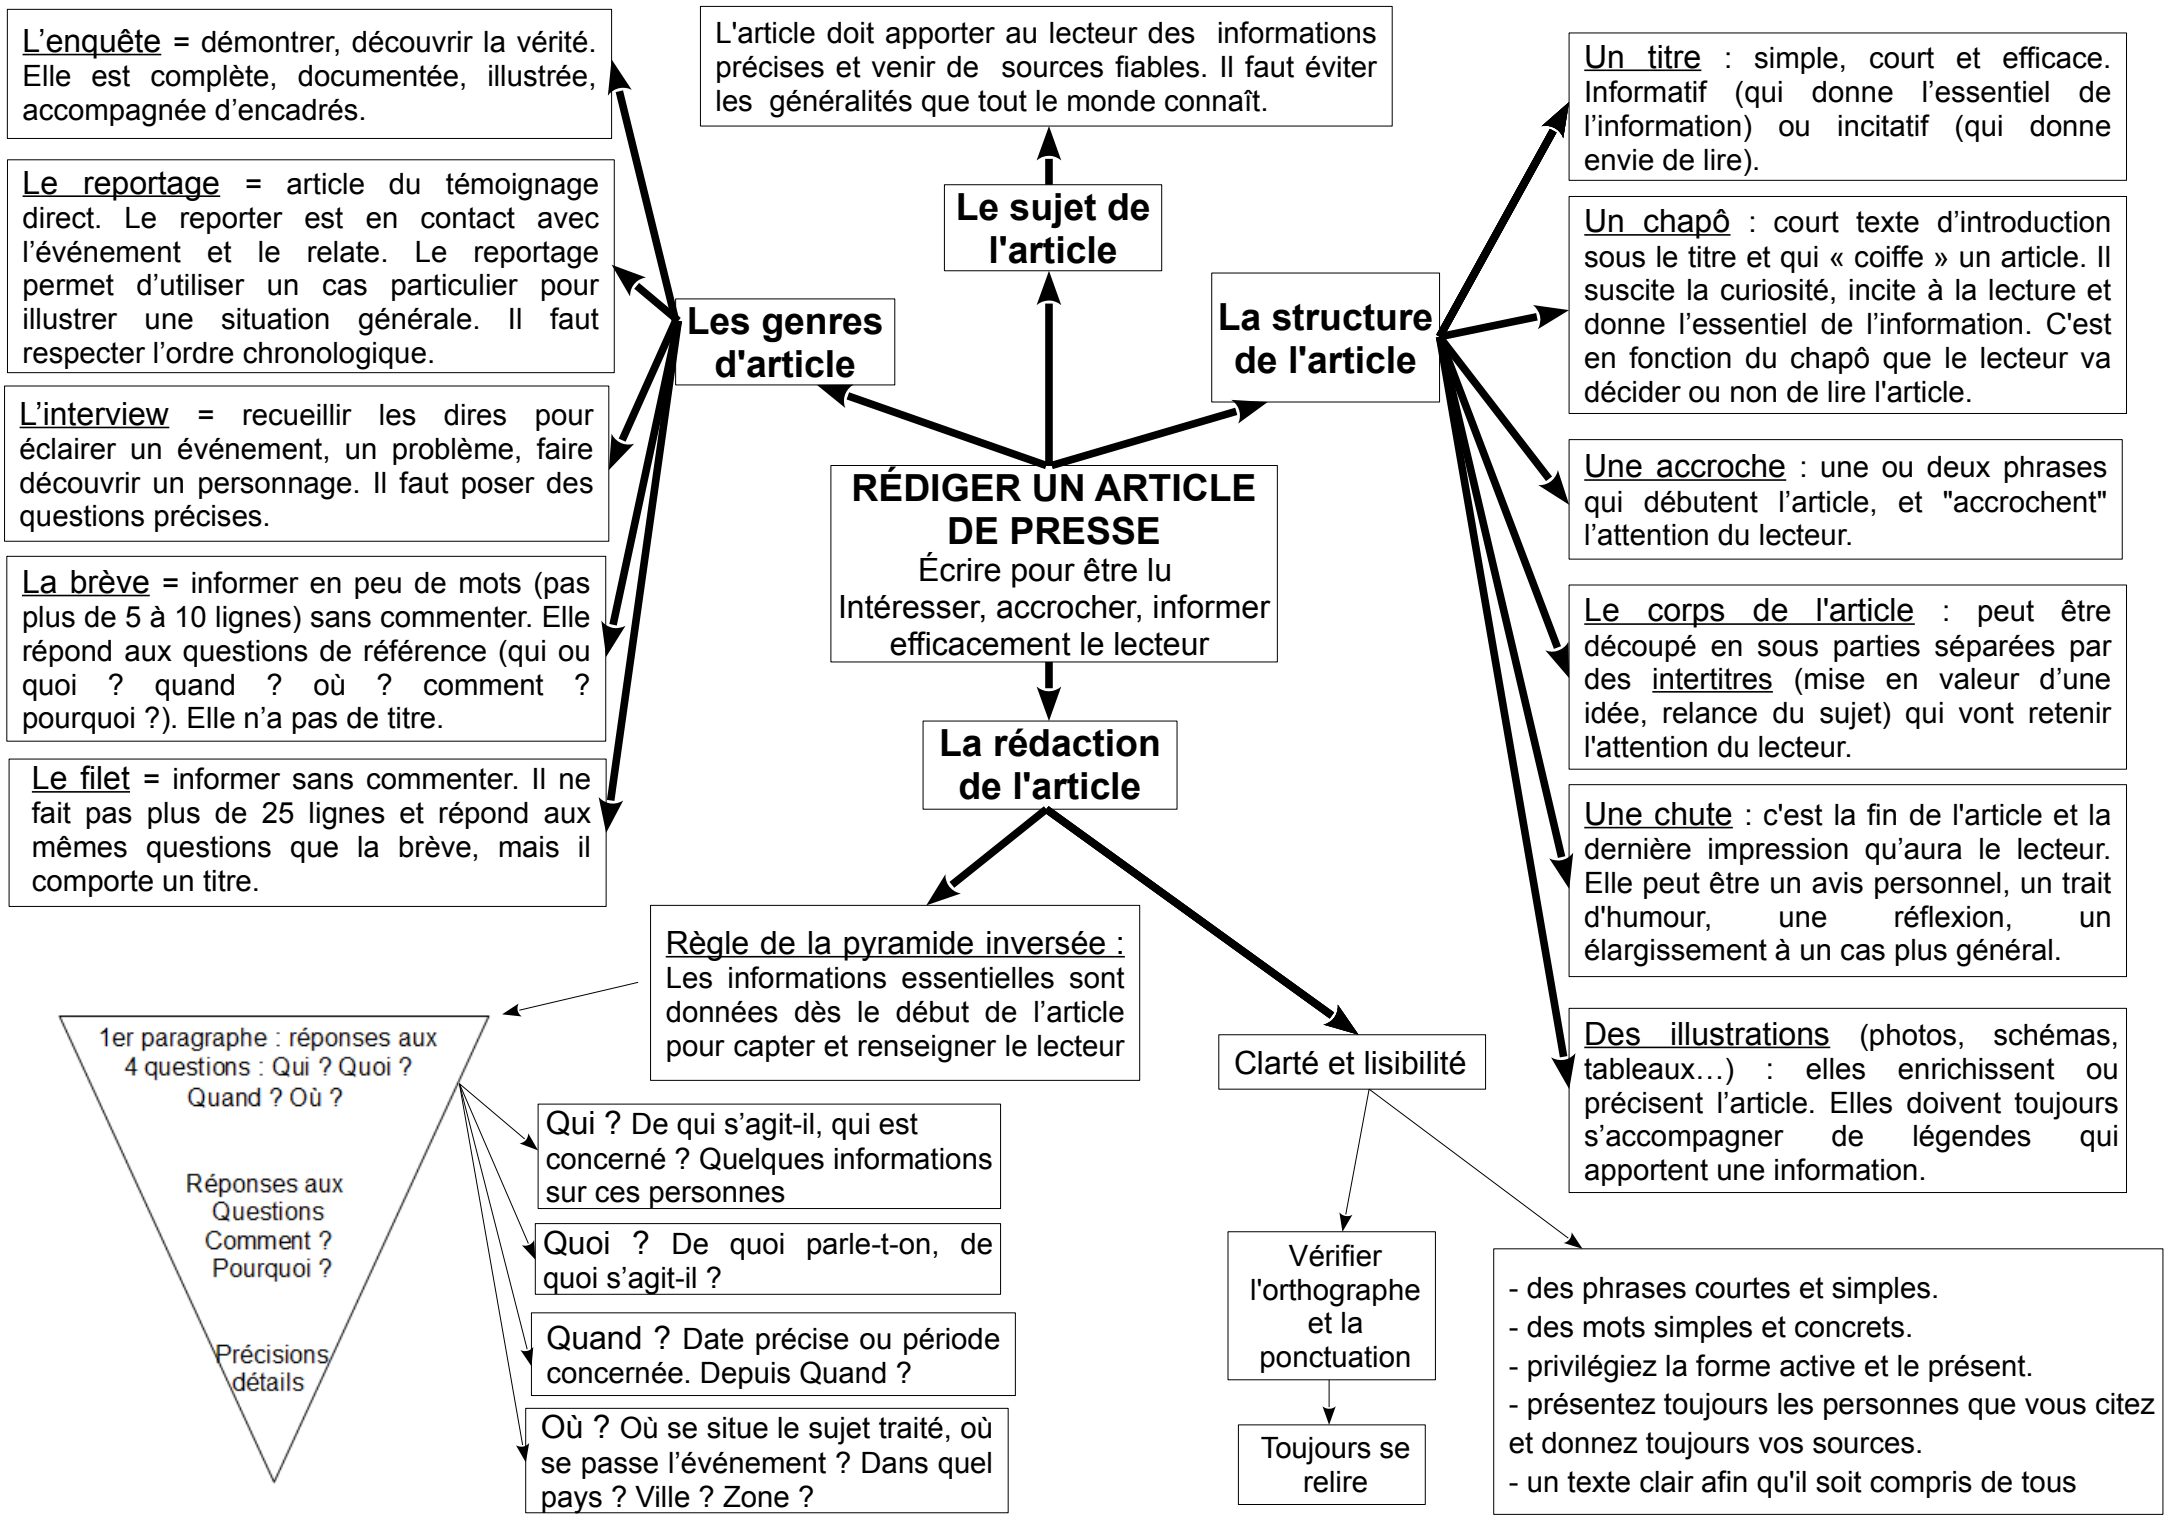 L’enquête = démontrer, découvrir la vérité.
Elle est complète, documentée, illustrée,
accompagnée d’encadrés.
Le reportage = article du témoignage
direct. Le reporter est en contact avec
l’événement et le relate. Le reportage
permet d’utiliser un cas particulier pour
illustrer une situation générale. Il faut
respecter l’ordre chronologique.
L’interview = recueillir les dires pour
éclairer un événement, un problème, faire
découvrir un personnage. Il faut poser des
questions précises.
La brève = informer en peu de mots (pas
plus de 5 à 10 lignes) sans commenter. Elle
répond aux questions de référence (qui ou
quoi ? quand ? où ? comment ?
pourquoi ?). Elle n’a pas de titre.
Le filet = informer sans commenter. Il ne
fait pas plus de 25 lignes et répond aux
mêmes questions que la brève, mais il
comporte un titre.
L'article doit apporter au lecteur des informations
précises et venir de sources fiables. Il faut éviter
les généralités que tout le monde connaît.
Le sujet de
l'article
Les genres
d'article
La structure
de l'article
RÉDIGER UN ARTICLE
DE PRESSE
Écrire pour être lu
Intéresser, accrocher, informer
efficacement le lecteur
La rédaction
de l'article
Un titre : simple, court et efficace.
Informatif (qui donne l’essentiel de
l’information) ou incitatif (qui donne
envie de lire).
Un chapô : court texte d’introduction
sous le titre et qui « coiffe » un article. Il
suscite la curiosité, incite à la lecture et
donne l’essentiel de l’information. C'est
en fonction du chapô que le lecteur va
décider ou non de lire l'article.
Une accroche : une ou deux phrases
qui débutent l’article, et "accrochent"
l’attention du lecteur.
Le corps de l'article : peut être
découpé en sous parties séparées par
des intertitres (mise en valeur d’une
idée, relance du sujet) qui vont retenir
l'attention du lecteur.
Une chute : c'est la fin de l'article et la
dernière impression qu’aura le lecteur.
Elle peut être un avis personnel, un trait
d'humour, une réflexion, un
élargissement à un cas plus général.
Des illustrations (photos, schémas,
tableaux…) : elles enrichissent ou
précisent l’article. Elles doivent toujours
s’accompagner de légendes qui
apportent une information.
Règle de la pyramide inversée :
Les informations essentielles sont
données dès le début de l’article
pour capter et renseigner le lecteur
1er paragraphe : réponses aux
4 questions : Qui ? Quoi ?
Quand ? Où ?
Réponses aux
Questions
Comment ?
Pourquoi ?
Précisions
détails
Qui ? De qui s’agit-il, qui est
concerné ? Quelques informations
sur ces personnes
Quoi ? De quoi parle-t-on, de
quoi s’agit-il ?
Quand ? Date précise ou période
concernée. Depuis Quand ?
Où ? Où se situe le sujet traité, où
se passe l’événement ? Dans quel
pays ? Ville ? Zone ?
Clarté et lisibilité
Vérifier
l'orthographe
et la
ponctuation
Toujours se
relire
- des phrases courtes et simples.
- des mots simples et concrets.
- privilégiez la forme active et le présent.
- présentez toujours les personnes que vous citez
et donnez toujours vos sources.
- un texte clair afin qu'il soit compris de tous